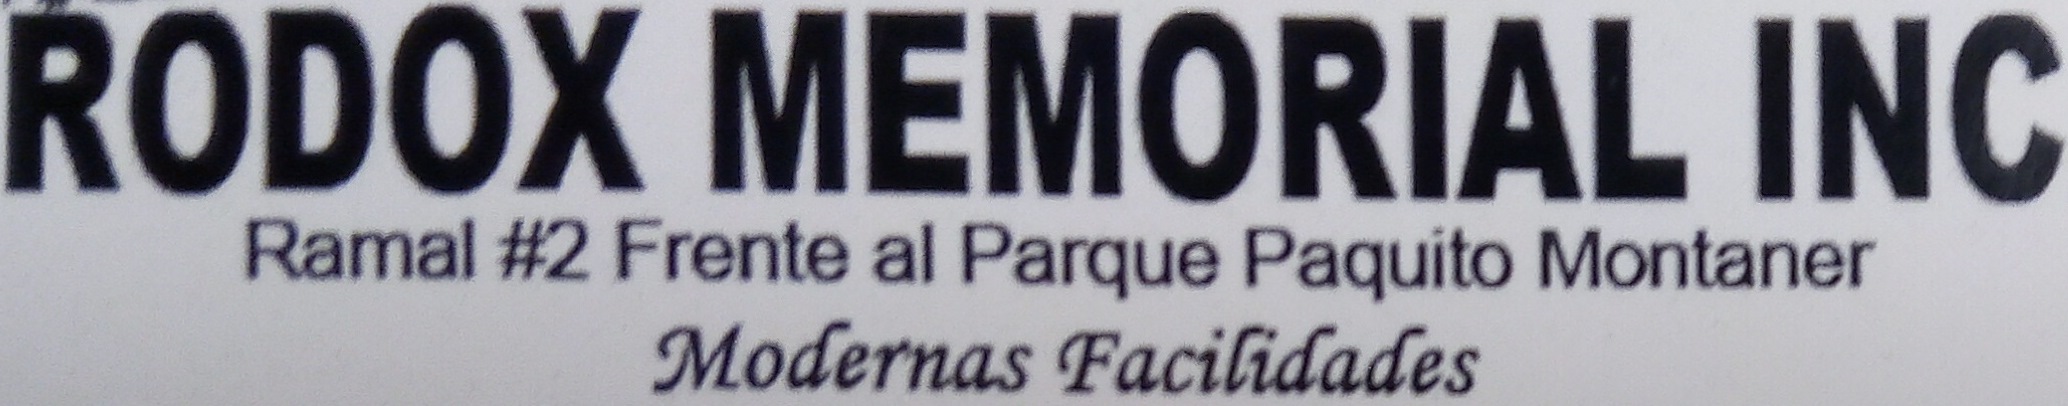 RODOX MEMORIAL INC
Ramal #2 Frente al Parque Paquito Montaner
Modernas Facilidades